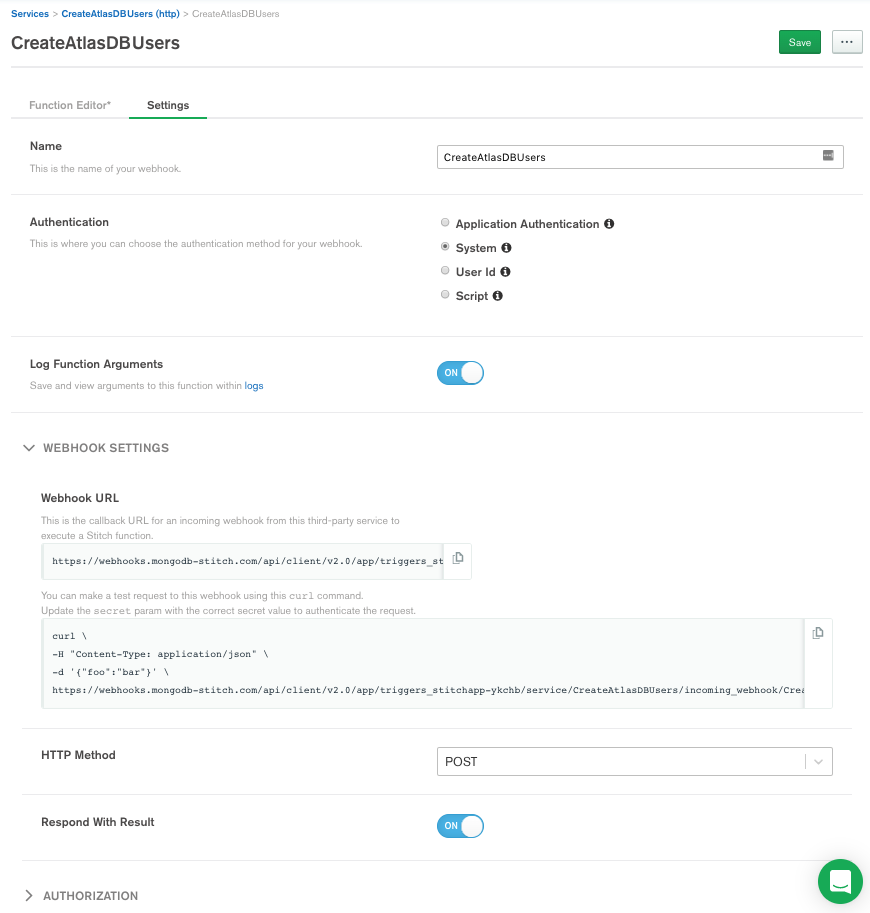 Services > CreateAtlasDBUsers (http) > CreateAtlasDBUsers
CreateAtlasDBUsers
Save
...
Function Editor*
Settings
Name
This is the name of your webhook.
CreateAtlasDBUsers
Authentication
This is where you can choose the authentication method for your webhook.
Application Authentication
System
User Id
Script
Log Function Arguments
Save and view arguments to this function within logs
ON
WEBHOOK SETTINGS
Webhook URL
This is the callback URL for an incoming webhook from this third-party service to
execute a Stitch function.
https://webhooks.mongodb-stitch.com/api/client/v2.0/app/triggers_st
You can make a test request to this webhook using this curl command.
Update the secret param with the correct secret value to authenticate the request.
curl \
-H "Content-Type: application/json" \
-d '{"foo":"bar"}' \
https://webhooks.mongodb-stitch.com/api/client/v2.0/app/triggers_stitchapp-ykchb/service/CreateAtlasDBUsers/incoming_webhook/Crea
HTTP Method
POST
Respond With Result
ON
AUTHORIZATION